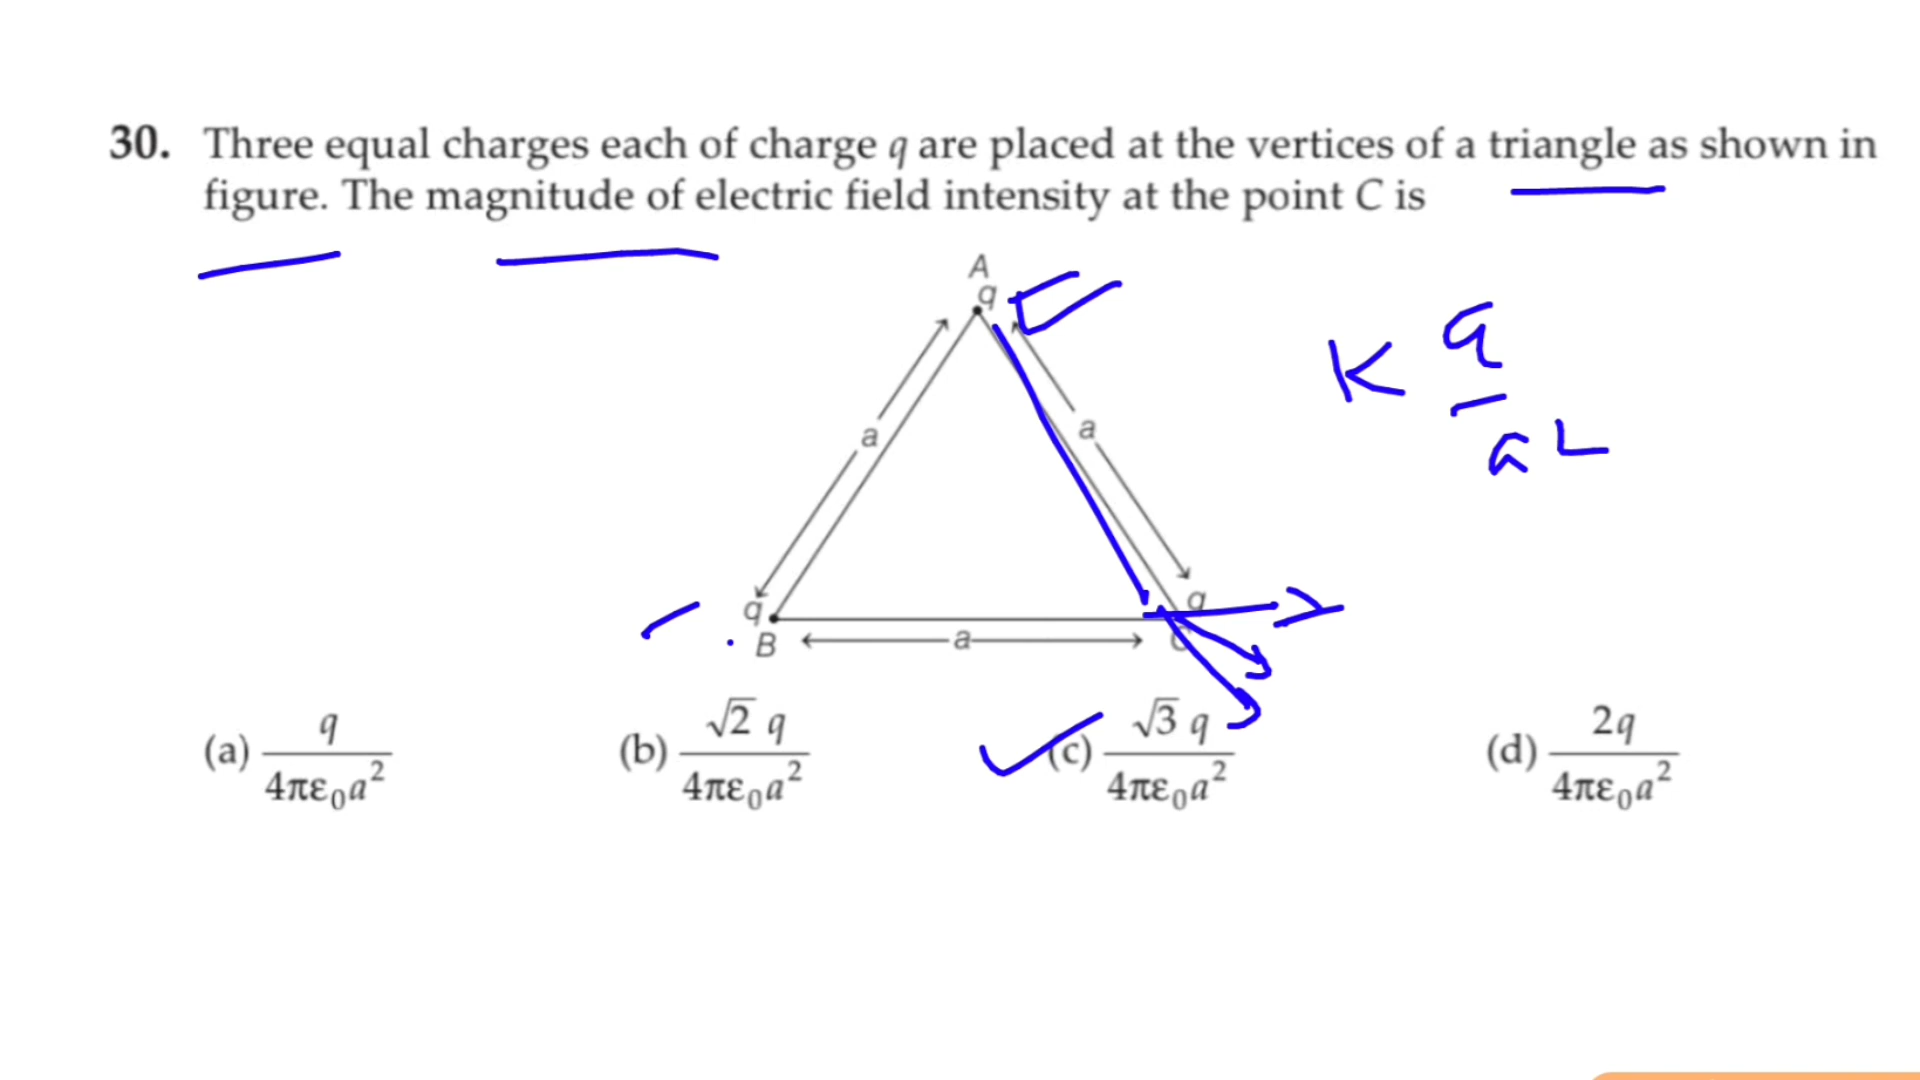 30. Three equal charges each of charge q are placed at the vertices of a triangle as shown in
figure. The magnitude of electric field intensity at the point C is
A
q
a
a
K q/a²
q
B
a
q
C
(a) q/4πε₀a²
(b) √2 q/4πε₀a²
(c) √3 q/4πε₀a²
(d) 2q/4πε₀a²